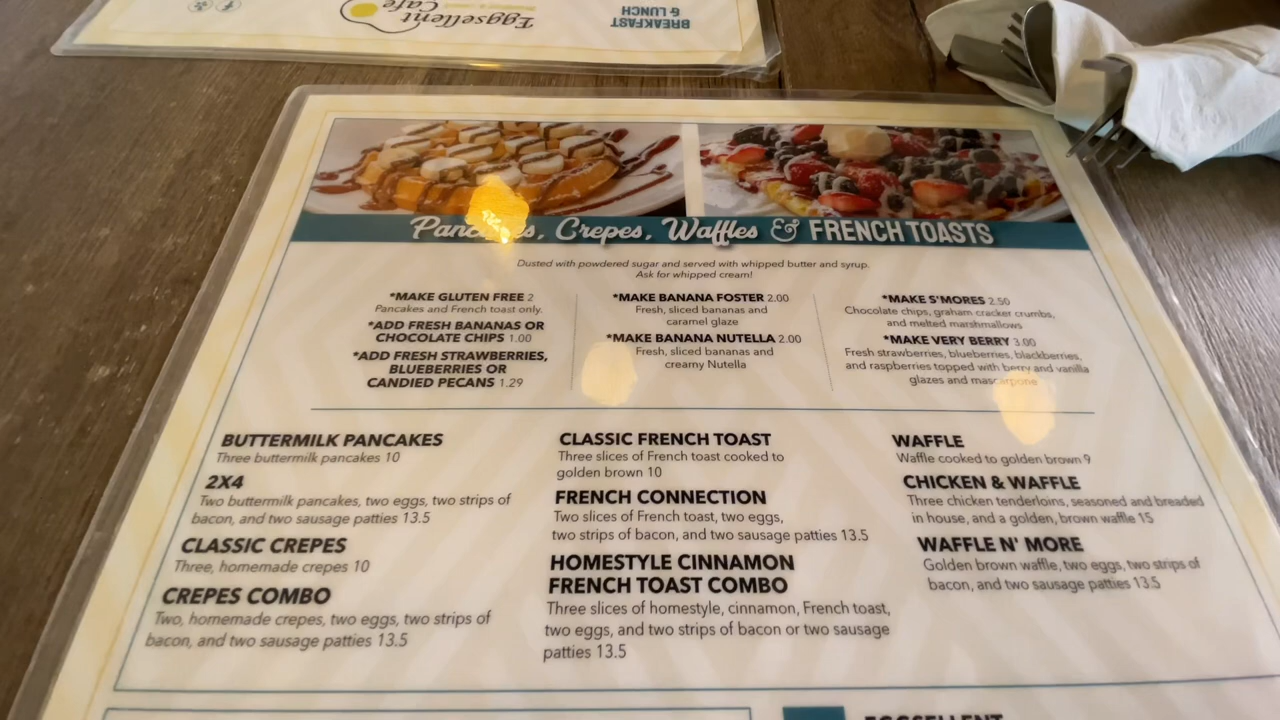 BREAKFAST
& LUNCH
Eggsellent
Cafe
Pancakes, Crepes, Waffles & FRENCH TOASTS
Dusted with powdered sugar and served with whipped butter and syrup.
Ask for whipped cream!
*MAKE GLUTEN FREE 2
Pancakes and French toast only.
*ADD FRESH BANANAS OR
CHOCOLATE CHIPS 1.00
*ADD FRESH STRAWBERRIES,
BLUEBERRIES OR
CANDIED PECANS 1.29
*MAKE BANANA FOSTER 2.00
Fresh, sliced bananas and
caramel glaze
*MAKE BANANA NUTELLA 2.00
Fresh, sliced bananas and
creamy Nutella
*MAKE S'MORES 2.50
Chocolate chips, graham cracker crumbs,
and melted marshmallows
*MAKE VERY BERRY 3.00
Fresh strawberries, blueberries, blackberries,
and raspberries topped with berry and vanilla
glazes and mascarpone
BUTTERMILK PANCAKES
Three buttermilk pancakes 10
2X4
Two buttermilk pancakes, two eggs, two strips of
bacon, and two sausage patties 13.5
CLASSIC CREPES
Three, homemade crepes 10
CREPES COMBO
Two, homemade crepes, two eggs, two strips of
bacon, and two sausage patties 13.5
CLASSIC FRENCH TOAST
Three slices of French toast cooked to
golden brown 10
FRENCH CONNECTION
Two slices of French toast, two eggs,
two strips of bacon, and two sausage patties 13.5
HOMESTYLE CINNAMON
FRENCH TOAST COMBO
Three slices of homestyle, cinnamon, French toast,
two eggs, and two strips of bacon or two sausage
patties 13.5
WAFFLE
Waffle cooked to golden brown 9
CHICKEN & WAFFLE
Three chicken tenderloins, seasoned and breaded
in house, and a golden, brown waffle 15
WAFFLE N' MORE
Golden brown waffle, two eggs, two strips of
bacon, and two sausage patties 13.5
EGGSELLENT